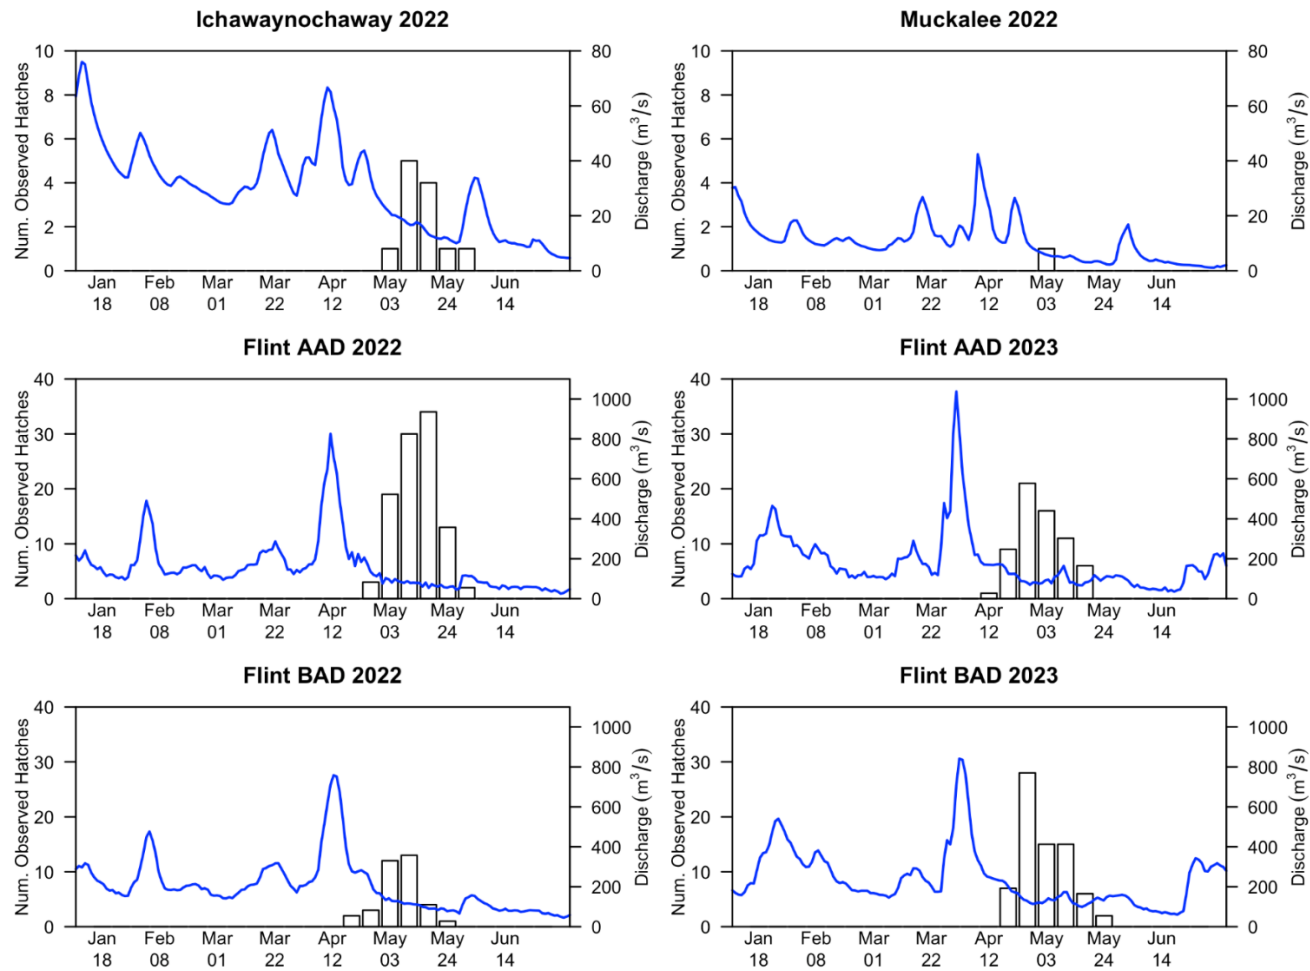 Ichawaynochaway 2022
Num. Observed Hatches
10
8
6
4
2
0
80
60
40
20
0
Discharge (m³/s)
Jan Feb Mar Mar Apr May May Jun
18 08 01 22 12 03 24 14
Muckalee 2022
Num. Observed Hatches
10
8
6
4
2
0
80
60
40
20
0
Discharge (m³/s)
Jan Feb Mar Mar Apr May May Jun
18 08 01 22 12 03 24 14
Flint AAD 2022
Num. Observed Hatches
40
30
20
10
0
1000
800
600
400
200
0
Discharge (m³/s)
Jan Feb Mar Mar Apr May May Jun
18 08 01 22 12 03 24 14
Flint AAD 2023
Num. Observed Hatches
40
30
20
10
0
1000
800
600
400
200
0
Discharge (m³/s)
Jan Feb Mar Mar Apr May May Jun
18 08 01 22 12 03 24 14
Flint BAD 2022
Num. Observed Hatches
40
30
20
10
0
1000
800
600
400
200
0
Discharge (m³/s)
Jan Feb Mar Mar Apr May May Jun
18 08 01 22 12 03 24 14
Flint BAD 2023
Num. Observed Hatches
40
30
20
10
0
1000
800
600
400
200
0
Discharge (m³/s)
Jan Feb Mar Mar Apr May May Jun
18 08 01 22 12 03 24 14